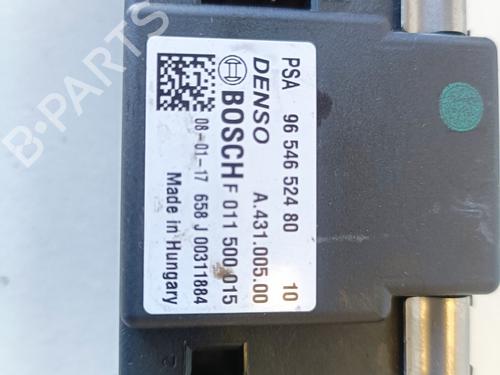 PSA 96 546 524 80 10
DENSO A.431.005.00
BOSCH F 011 500 015
08-01-17 658 J 00311884
Made in Hungary
2
B-PARTS